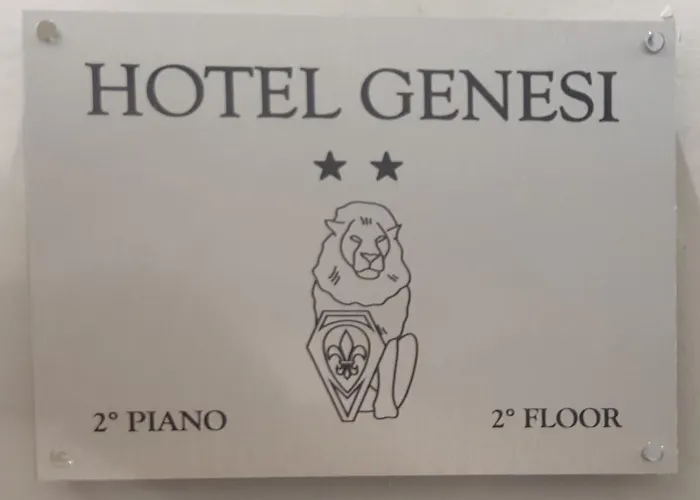 HOTEL GENESI
2° PIANO
2° FLOOR